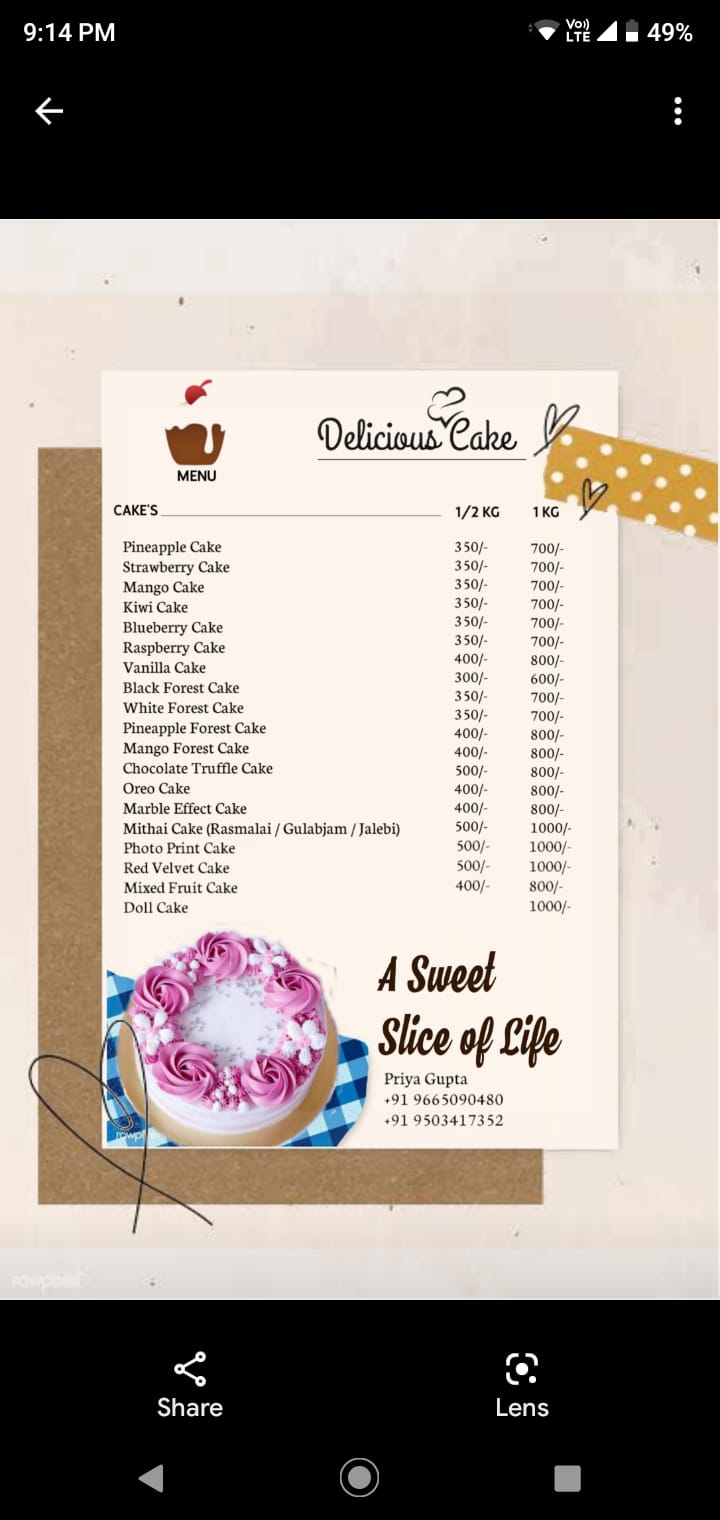 9:14 PM
Vo)) LTE
49%
MENU
Delicious Cake
CAKE'S
1/2 KG
1 KG
Pineapple Cake
Strawberry Cake
Mango Cake
Kiwi Cake
Blueberry Cake
Raspberry Cake
Vanilla Cake
Black Forest Cake
White Forest Cake
Pineapple Forest Cake
Mango Forest Cake
Chocolate Truffle Cake
Oreo Cake
Marble Effect Cake
Mithai Cake (Rasmalai / Gulabjam / Jalebi)
Photo Print Cake
Red Velvet Cake
Mixed Fruit Cake
Doll Cake
350/-
350/-
350/-
350/-
350/-
350/-
400/-
300/-
350/-
350/-
400/-
400/-
500/-
400/-
400/-
500/-
500/-
500/-
400/-
700/-
700/-
700/-
700/-
700/-
700/-
800/-
600/-
700/-
700/-
800/-
800/-
800/-
800/-
800/-
1000/-
1000/-
1000/-
800/-
1000/-
A Sweet
Slice of Life
Priya Gupta
+91 9665090480
+91 9503417352
rawpixel
Share
Lens